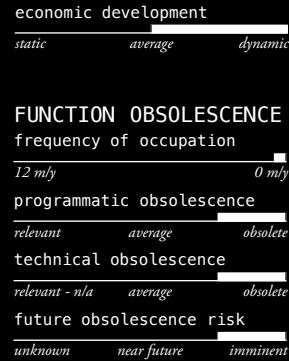 economic development
static average dynamic
FUNCTION OBSOLESCENCE
frequency of occupation
12 m/y 0 m/y
programmatic obsolescence
relevant average obsolete
technical obsolescence
relevant - n/a average obsolete
future obsolescence risk
unknown near future imminent